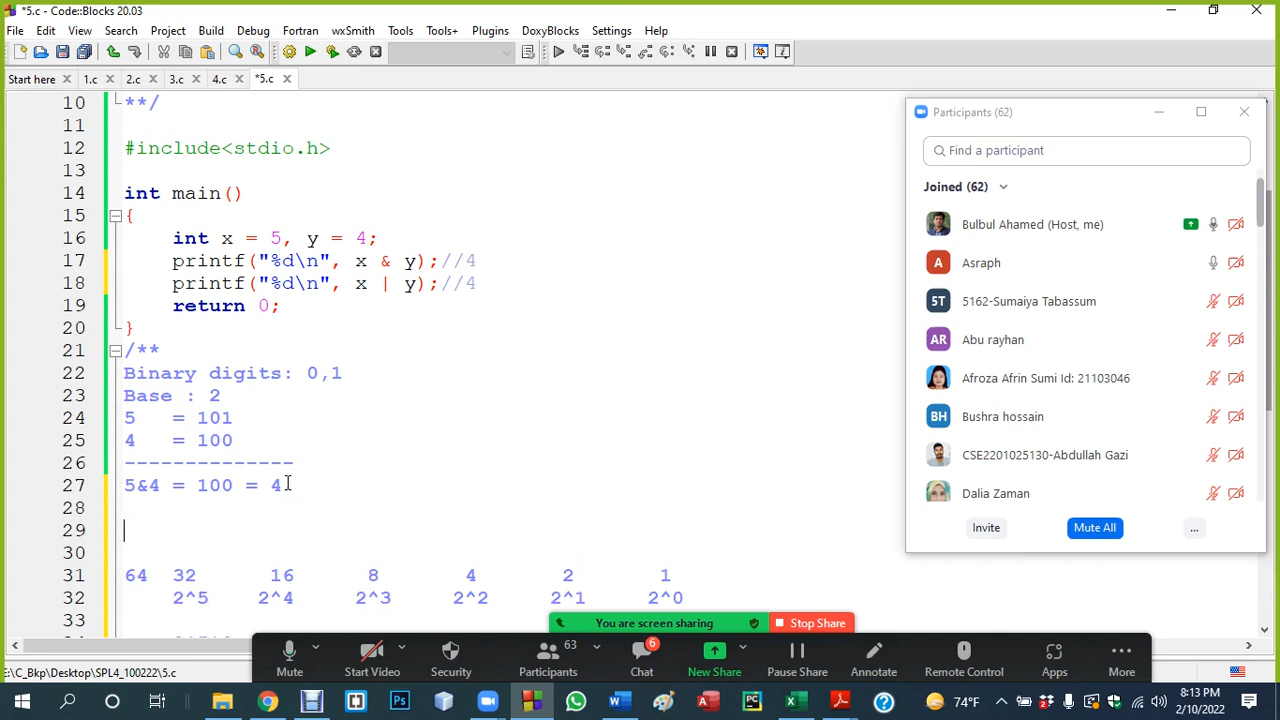 *5.c - Code::Blocks 20.03
File Edit View Search Project Build Debug Fortran wxSmith Tools Tools+ Plugins DoxyBlocks Settings Help
Start here 1.c 2.c 3.c 4.c *5.c
10 **/
11
12 #include<stdio.h>
13
14 int main()
15 {
16 int x = 5, y = 4;
17 printf("%d\n", x & y);//4
18 printf("%d\n", x | y);//4
19 return 0;
20 }
21 /**
22 Binary digits: 0,1
23 Base : 2
24 5 = 101
25 4 = 100
26 --------------
27 5&4 = 100 = 4
28
29
30
31 64 32 16 8 4 2 1
32 2^5 2^4 2^3 2^2 2^1 2^0
33
Participants (62)
Find a participant
Joined (62)
Bulbul Ahamed (Host, me)
A Asraph
5T 5162-Sumaiya Tabassum
AR Abu rayhan
Afroza Afrin Sumi Id: 21103046
BH Bushra hossain
CSE2201025130-Abdullah Gazi
Dalia Zaman
Invite Mute All ...
You are screen sharing Stop Share
63 6
Mute Start Video Security Participants Chat New Share Pause Share Annotate Remote Control Apps More
E:\C_Bkp\Desktop\SPL4_100222\5.c
74°F
8:13 PM
2/10/2022